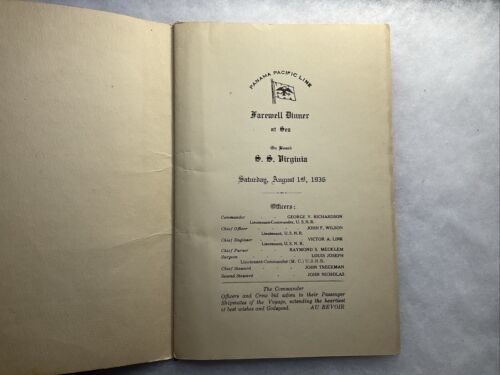 PANAMA PACIFIC LINE
Farewell Dinner
at Sea
On Board
S. S. Virginia
Saturday, August 1st, 1936
Officers:
Commander - - GEORGE V. RICHARDSON
Lieutenant-Commander, U.S.N.R.
Chief Officer - - JOHN F. WILSON
Lieutenant, U.S.N.R.
Chief Engineer - - VICTOR A. LINK
Lieutenant, U.S. N.R.
Chief Purser - - RAYMOND S. MECKLEM
Surgeon - - LOUIS JOSEPH
Lieutenant-Commander (M. C.) U.S.N.R.
Chief Steward - - JOHN
Second Steward - - JOHN NICHOLAS
The Commander
Officers and Crew bid adieu to their Passenger
Shipmates of the Voyage, extending the heartiest
of best wishes and Godspeed. AU REVOIR